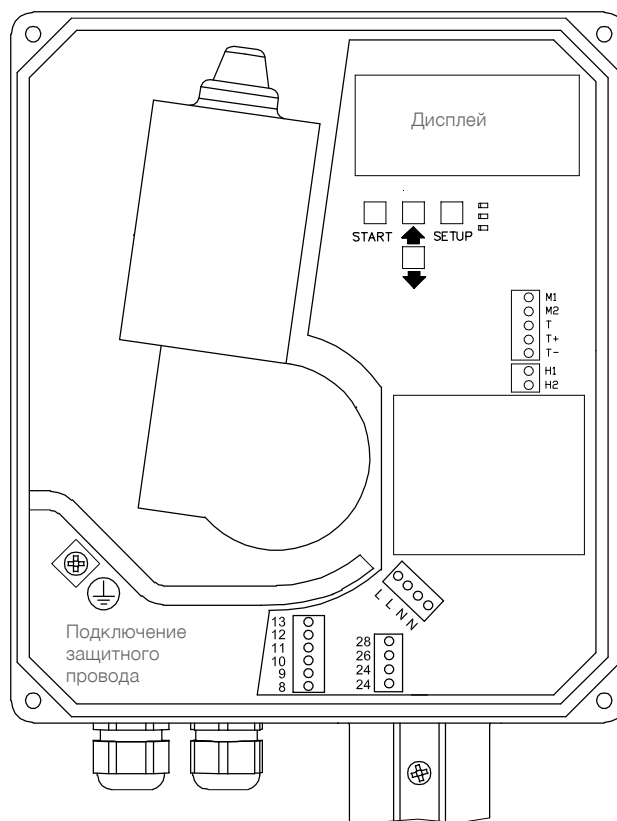 Дисплей
START
SETUP
M1
M2
T
T+
T-
H1
H2
L L N N
13
12
11
10
9
8
28
26
24
24
Подключение
защитного
провода